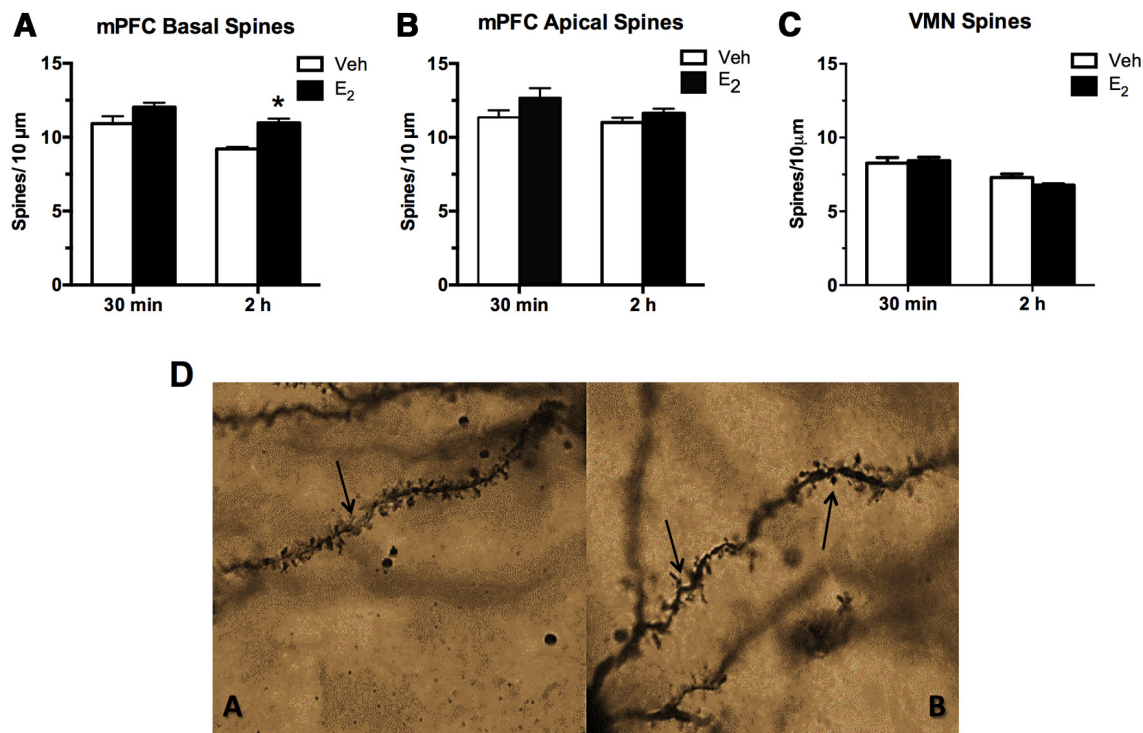 A
mPFC Basal Spines
Veh
E2
15
10
5
0
Spines/ 10 µm
*
30 min
2 h
B
mPFC Apical Spines
Veh
E2
15
10
5
0
Spines/ 10 µm
30 min
2 h
C
VMN Spines
Veh
E2
15
10
5
0
Spines/10µm
30 min
2 h
D
A
B